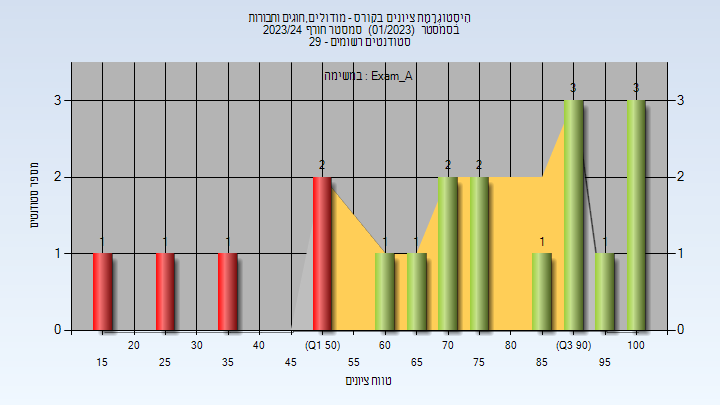 היסטוגרמת ציונים בקורס - מודולים,חוגים וחבורות
בסמסטר (01/2023) סמסטר חורף 2023/24
סטודנטים רשומים - 29
במשימה : Exam_A
3 3 3 3
2 2 2 2 2
1 1 1 1 1 1 1 1 1
0 0
מספר סטודנטים
20 30 40 (Q1 50) 60 70 80 (Q3 90) 100
15 25 35 45 55 65 75 85 95
טווח ציונים